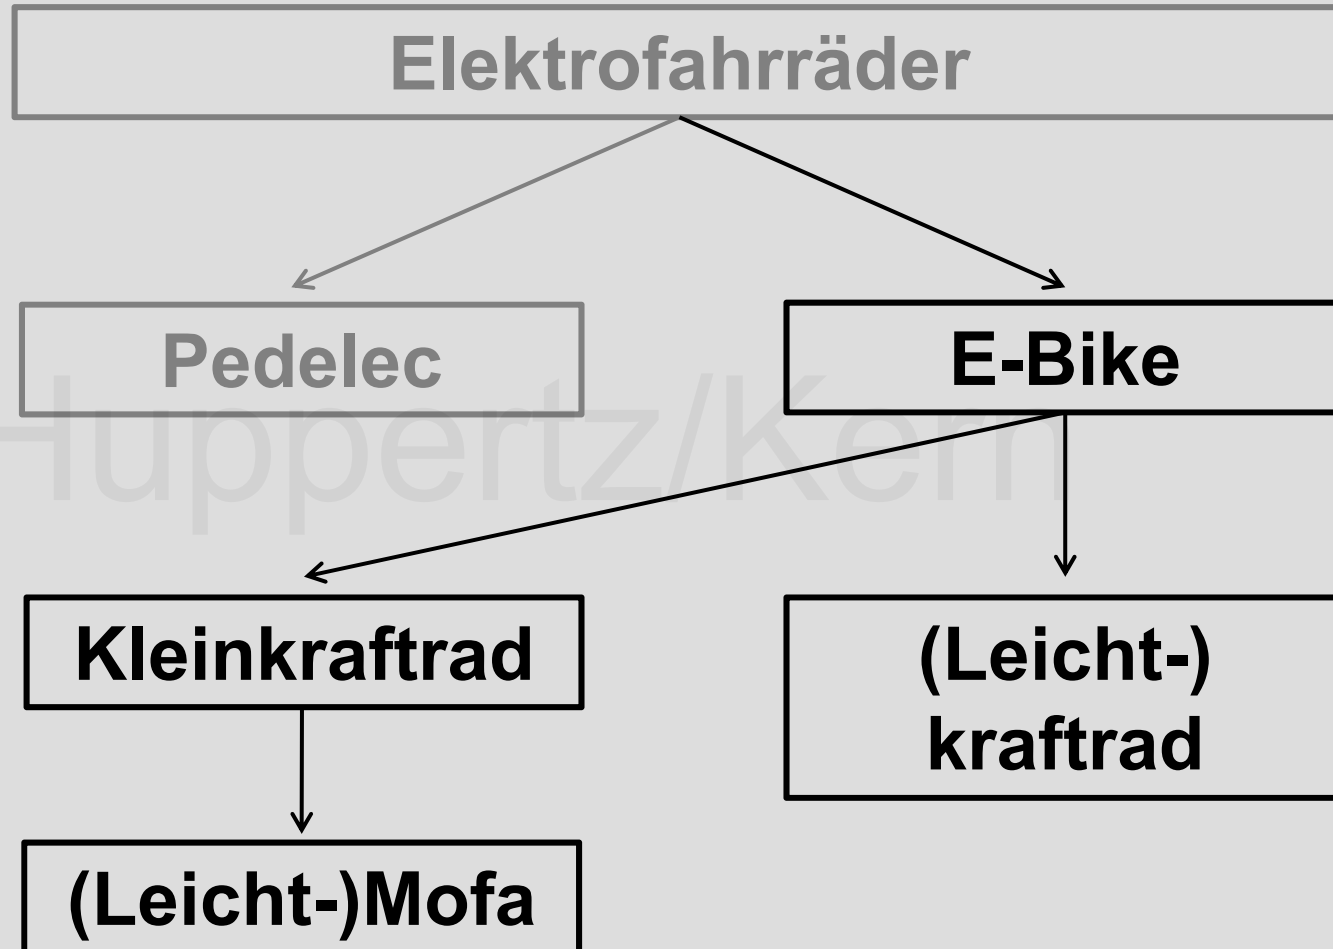 Elektrofahrräder
Pedelec
E-Bike
Huppertz/Kern
Kleinkraftrad
(Leicht-)
kraftrad
(Leicht-)Mofa